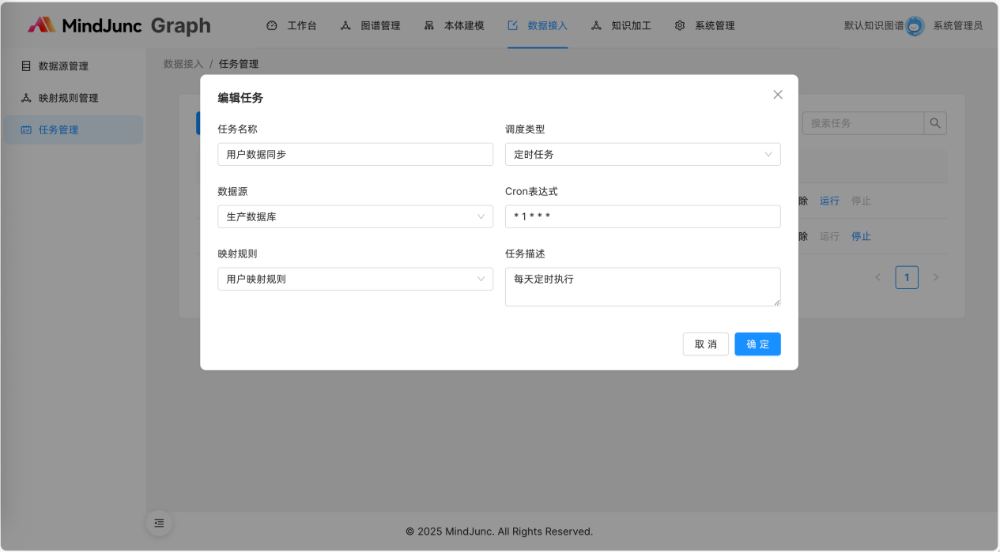 MindJunc Graph
工作台
图谱管理
本体建模
数据接入
知识加工
系统管理
默认知识图谱
系统管理员
数据源管理
映射规则管理
任务管理
数据接入 / 任务管理
搜索任务
除 运行 停止
除 运行 停止
1
编辑任务
任务名称
用户数据同步
调度类型
定时任务
数据源
生产数据库
Cron表达式
* 1 * * *
映射规则
用户映射规则
任务描述
每天定时执行
取 消
确 定
© 2025 MindJunc. All Rights Reserved.